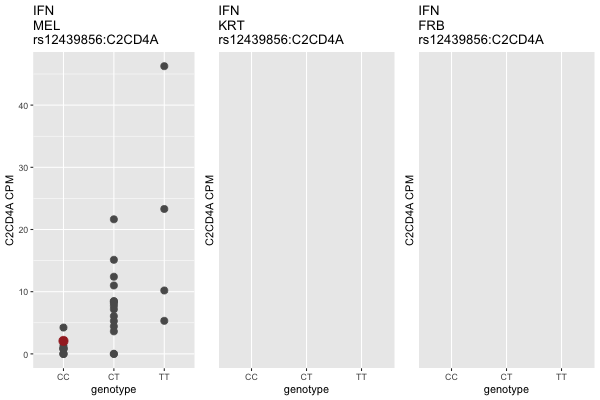 IFN
MEL
rs12439856:C2CD4A
C2CD4A CPM
40
30
20
10
0
CC CT TT
genotype
IFN
KRT
rs12439856:C2CD4A
C2CD4A CPM
CC CT TT
genotype
IFN
FRB
rs12439856:C2CD4A
C2CD4A CPM
CC CT TT
genotype